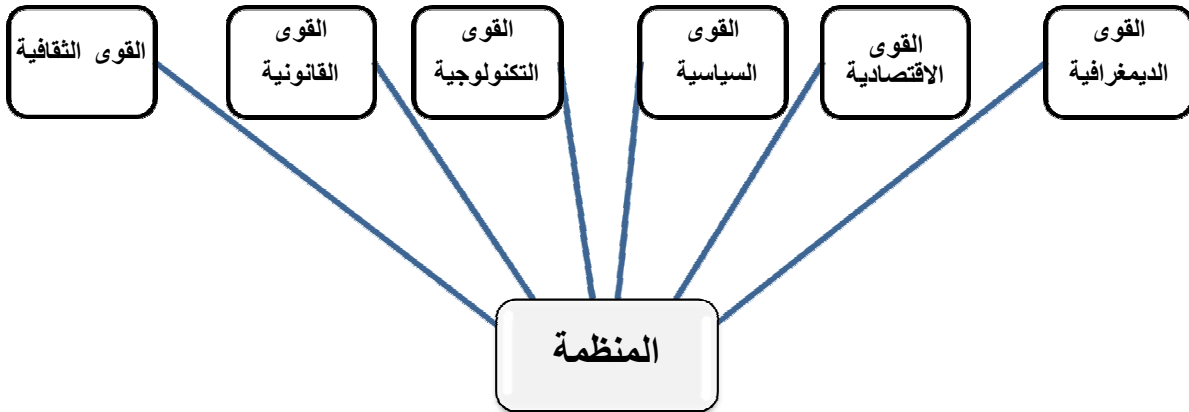 القوى
الديمغرافية
القوى
الاقتصادية
القوى
السياسية
القوى
التكنولوجية
القوى
القانونية
القوى الثقافية
المنظمة